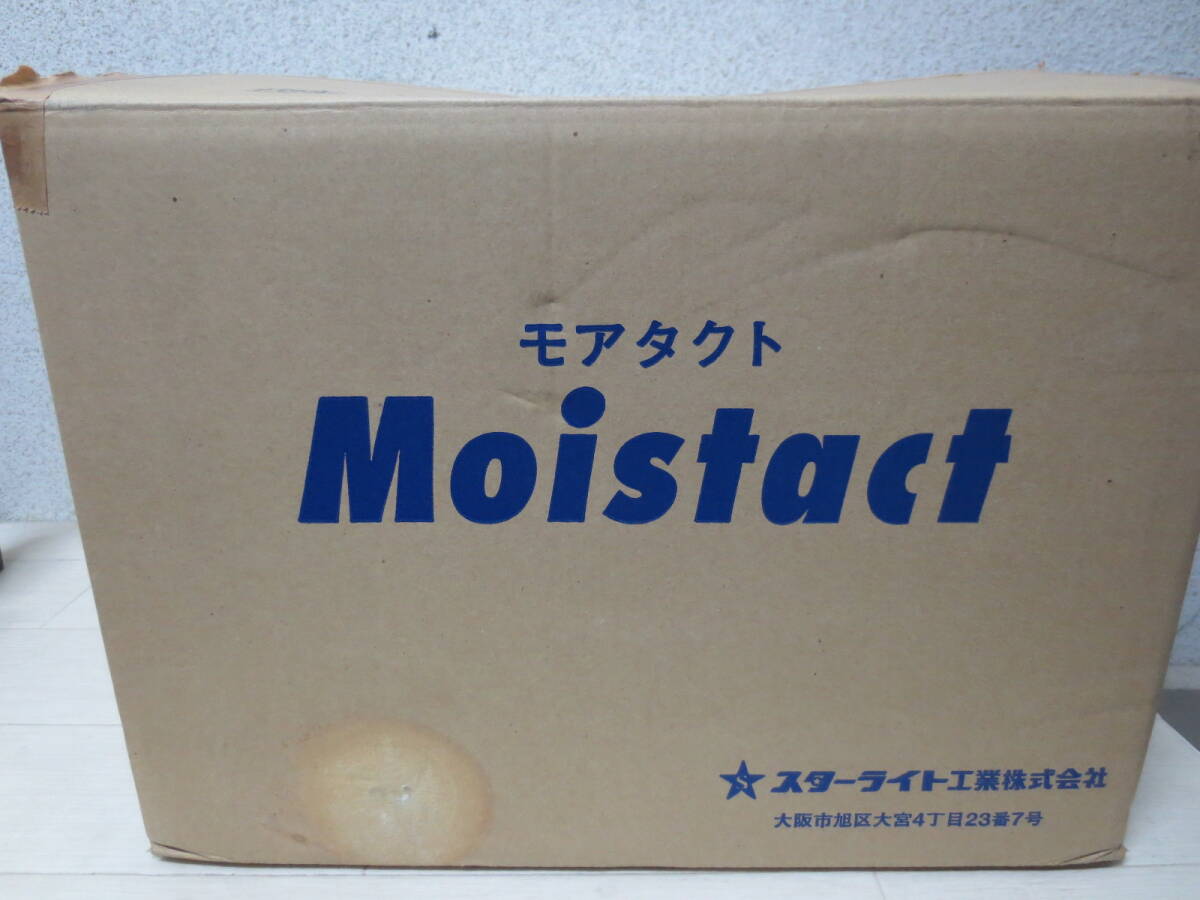 モアタクト
Moistact
スターライト工業株式会社
大阪市旭区大宮4丁目23番7号